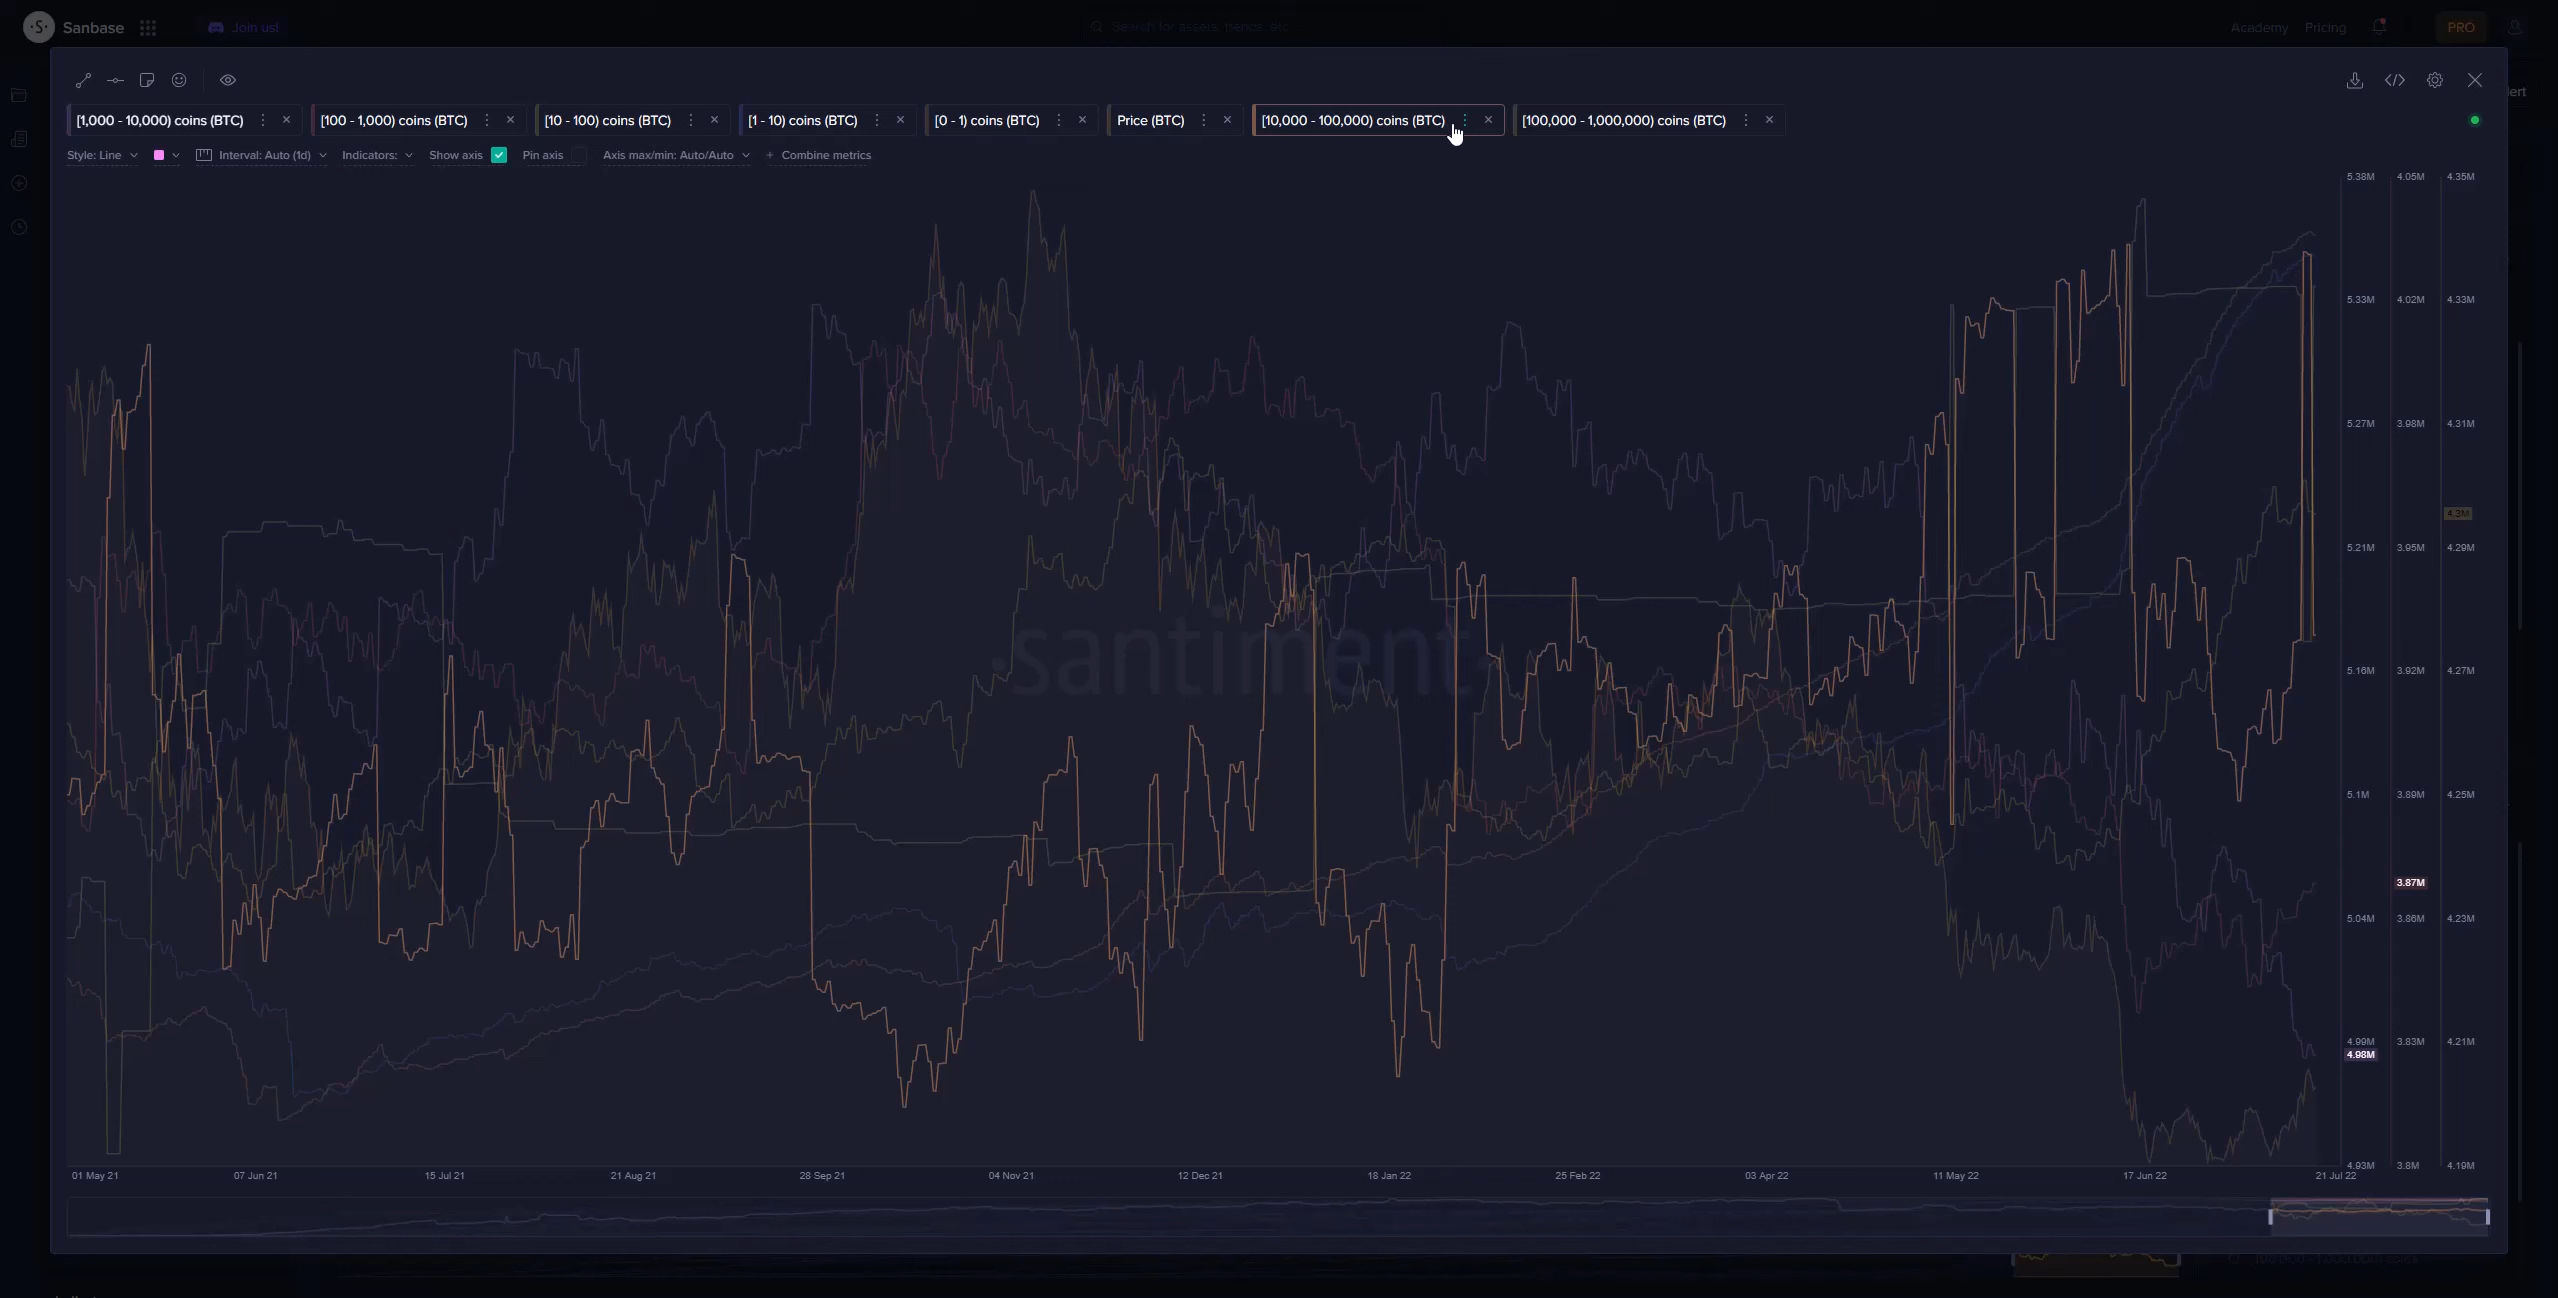 Sanbase Join us! Search for assets, trends, etc. Academy Pricing PRO
ert
[1,000 - 10,000) coins (BTC) [100 - 1,000) coins (BTC) [10 - 100) coins (BTC) [1 - 10) coins (BTC) [0 - 1) coins (BTC) Price (BTC) [10,000 - 100,000) coins (BTC) [100,000 - 1,000,000) coins (BTC)
Style: Line Interval: Auto (1d) Indicators: Show axis Pin axis Axis max/min: Auto/Auto + Combine metrics
5.38M 4.05M 4.35M
5.33M 4.02M 4.33M
5.27M 3.98M 4.31M
4.3M
5.21M 3.95M 4.29M
·santiment·
5.16M 3.92M 4.27M
5.1M 3.89M 4.25M
3.87M
5.04M 3.86M 4.23M
4.99M 3.83M 4.21M
4.98M
4.93M 3.8M 4.19M
01 May 21 07 Jun 21 15 Jul 21 21 Aug 21 28 Sep 21 04 Nov 21 12 Dec 21 18 Jan 22 25 Feb 22 03 Apr 22 11 May 22 17 Jun 22 21 Jul 22